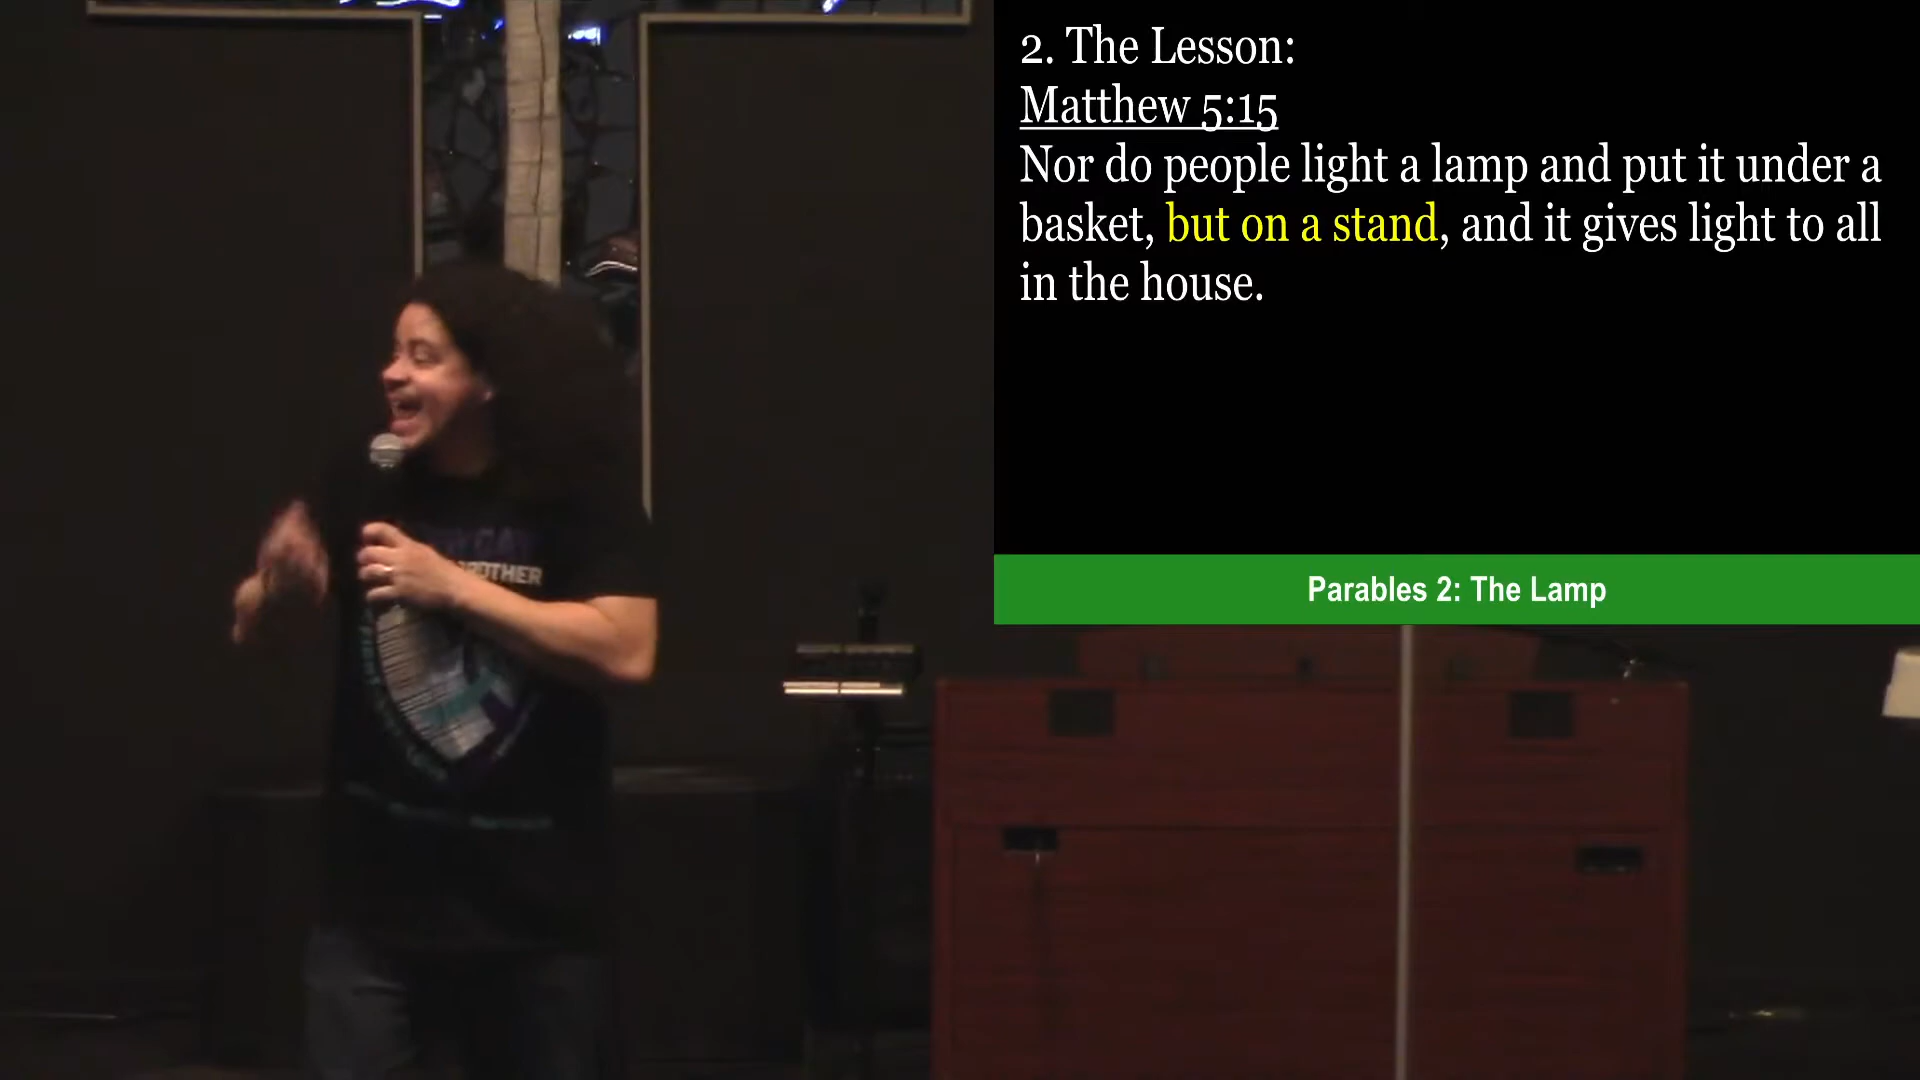 2. The Lesson:
Matthew 5:15
Nor do people light a lamp and put it under a
basket, but on a stand, and it gives light to all
in the house.
Parables 2: The Lamp